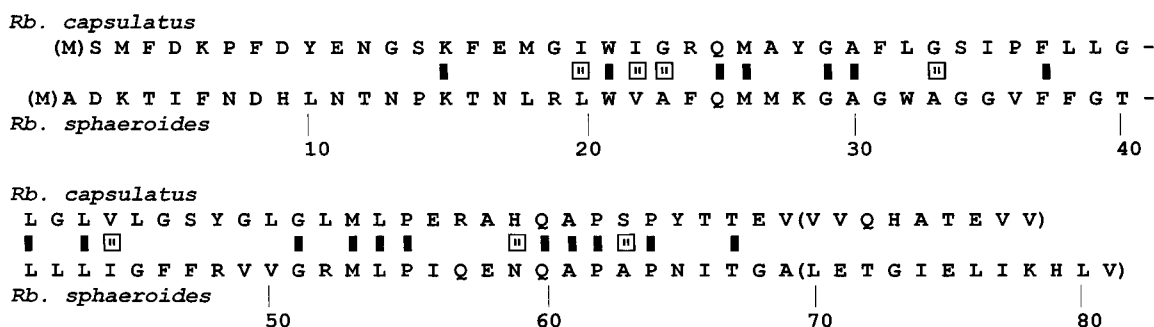 Rb. capsulatus
(M) S M F D K P F D Y E N G S K F E M G I W I G R Q M A Y G A F L G S I P F L L G -
(M) A D K T I F N D H L N T N P K T N L R L W V A F Q M M K G A G W A G G V F F G T -
Rb. sphaeroides
10 20 30 40
Rb. capsulatus
L G L V L G S Y G L G L M L P E R A H Q A P S P Y T T E V (V V Q H A T E V V)
L L L I G F F R V V G R M L P I Q E N Q A P A P N I T G A (L E T G I E L I K H L V)
Rb. sphaeroides
50 60 70 80